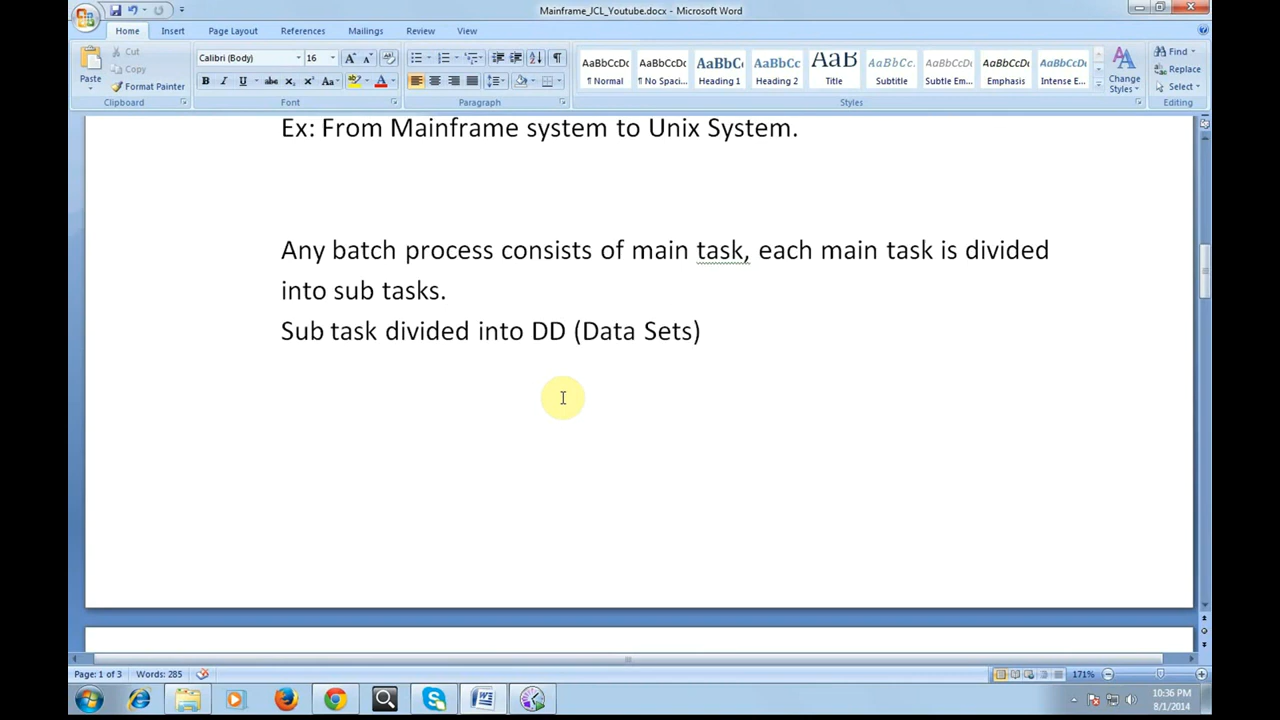 Mainframe_JCL_Youtube.docx - Microsoft Word
Home Insert Page Layout References Mailings Review View
Paste
Cut
Copy
Format Painter
Clipboard
Calibri (Body) 16
Font
Paragraph
AaBbCcDc AaBbCcDc AaBbC AaBbCc AaB AaBbCc. AaBbCcDc AaBbCcDc AaBbCcDc
¶ Normal ¶ No Spaci... Heading 1 Heading 2 Title Subtitle Subtle Em... Emphasis Intense E...
Change Styles
Styles
Find
Replace
Select
Editing
Ex: From Mainframe system to Unix System.
Any batch process consists of main task, each main task is divided
into sub tasks.
Sub task divided into DD (Data Sets)
Page: 1 of 3 Words: 285 171%
10:36 PM
8/1/2014